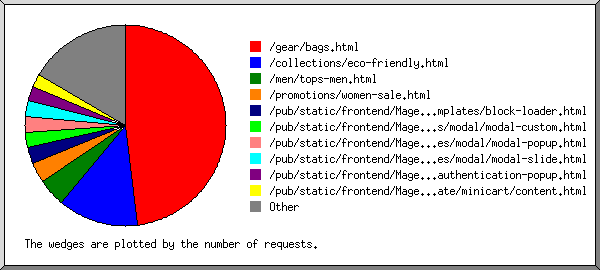 /gear/bags.html
/collections/eco-friendly.html
/men/tops-men.html
/promotions/women-sale.html
/pub/static/frontend/Mage...mplates/block-loader.html
/pub/static/frontend/Mage...s/modal/modal-custom.html
/pub/static/frontend/Mage...es/modal/modal-popup.html
/pub/static/frontend/Mage...es/modal/modal-slide.html
/pub/static/frontend/Mage...authentication-popup.html
/pub/static/frontend/Mage...ate/minicart/content.html
Other
The wedges are plotted by the number of requests.